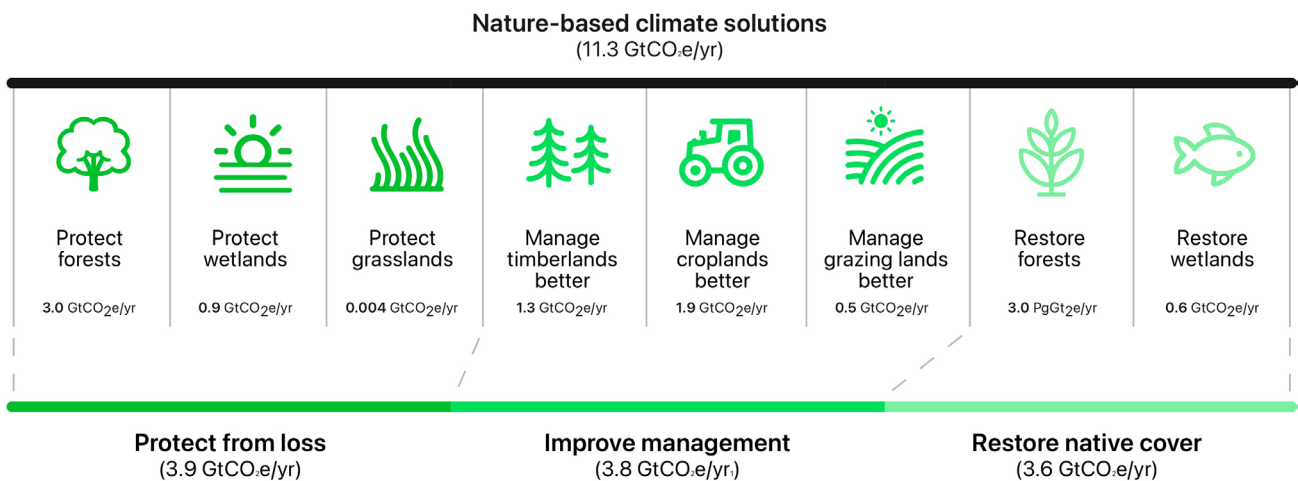 Nature-based climate solutions
(11.3 GtCO₂e/yr)
Protect
forests
3.0 GtCO2e/yr
Protect
wetlands
0.9 GtCO2e/yr
Protect
grasslands
0.004 GtCO2e/yr
Manage
timberlands
better
1.3 GtCO2e/yr
Manage
croplands
better
1.9 GtCO2e/yr
Manage
grazing lands
better
0.5 GtCO2e/yr
Restore
forests
3.0 PgGt2e/yr
Restore
wetlands
0.6 GtCO2e/yr
Protect from loss
(3.9 GtCO₂e/yr)
Improve management
(3.8 GtCO₂e/yr₁)
Restore native cover
(3.6 GtCO₂e/yr)